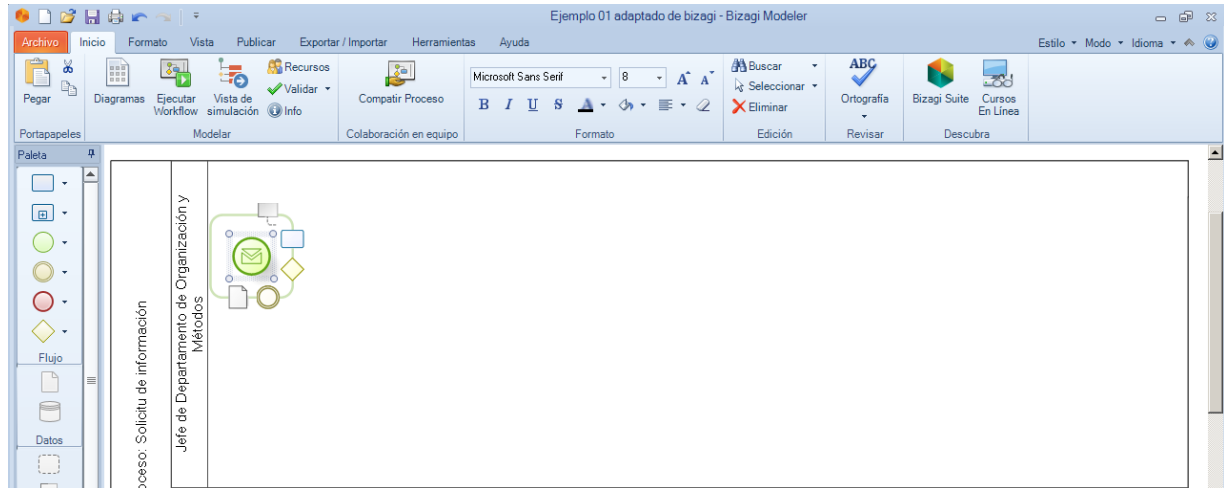 Ejemplo 01 adaptado de bizagi - Bizagi Modeler
Archivo Inicio Formato Vista Publicar Exportar / Importar Herramientas Ayuda
Estilo Modo Idioma
Pegar
Portapapeles
Diagramas
Ejecutar
Workflow
Vista de
simulación
Recursos
Validar
Info
Modelar
Compatir Proceso
Colaboración en equipo
Microsoft Sans Serif 8 A A
B I U S A
Formato
Buscar
Seleccionar
Eliminar
Edición
ABC
Ortografía
Revisar
Bizagi Suite
Cursos
En Línea
Descubra
Paleta
Flujo
Datos
oceso: Solicitu de información
Jefe de Departamento de Organización y
Métodos